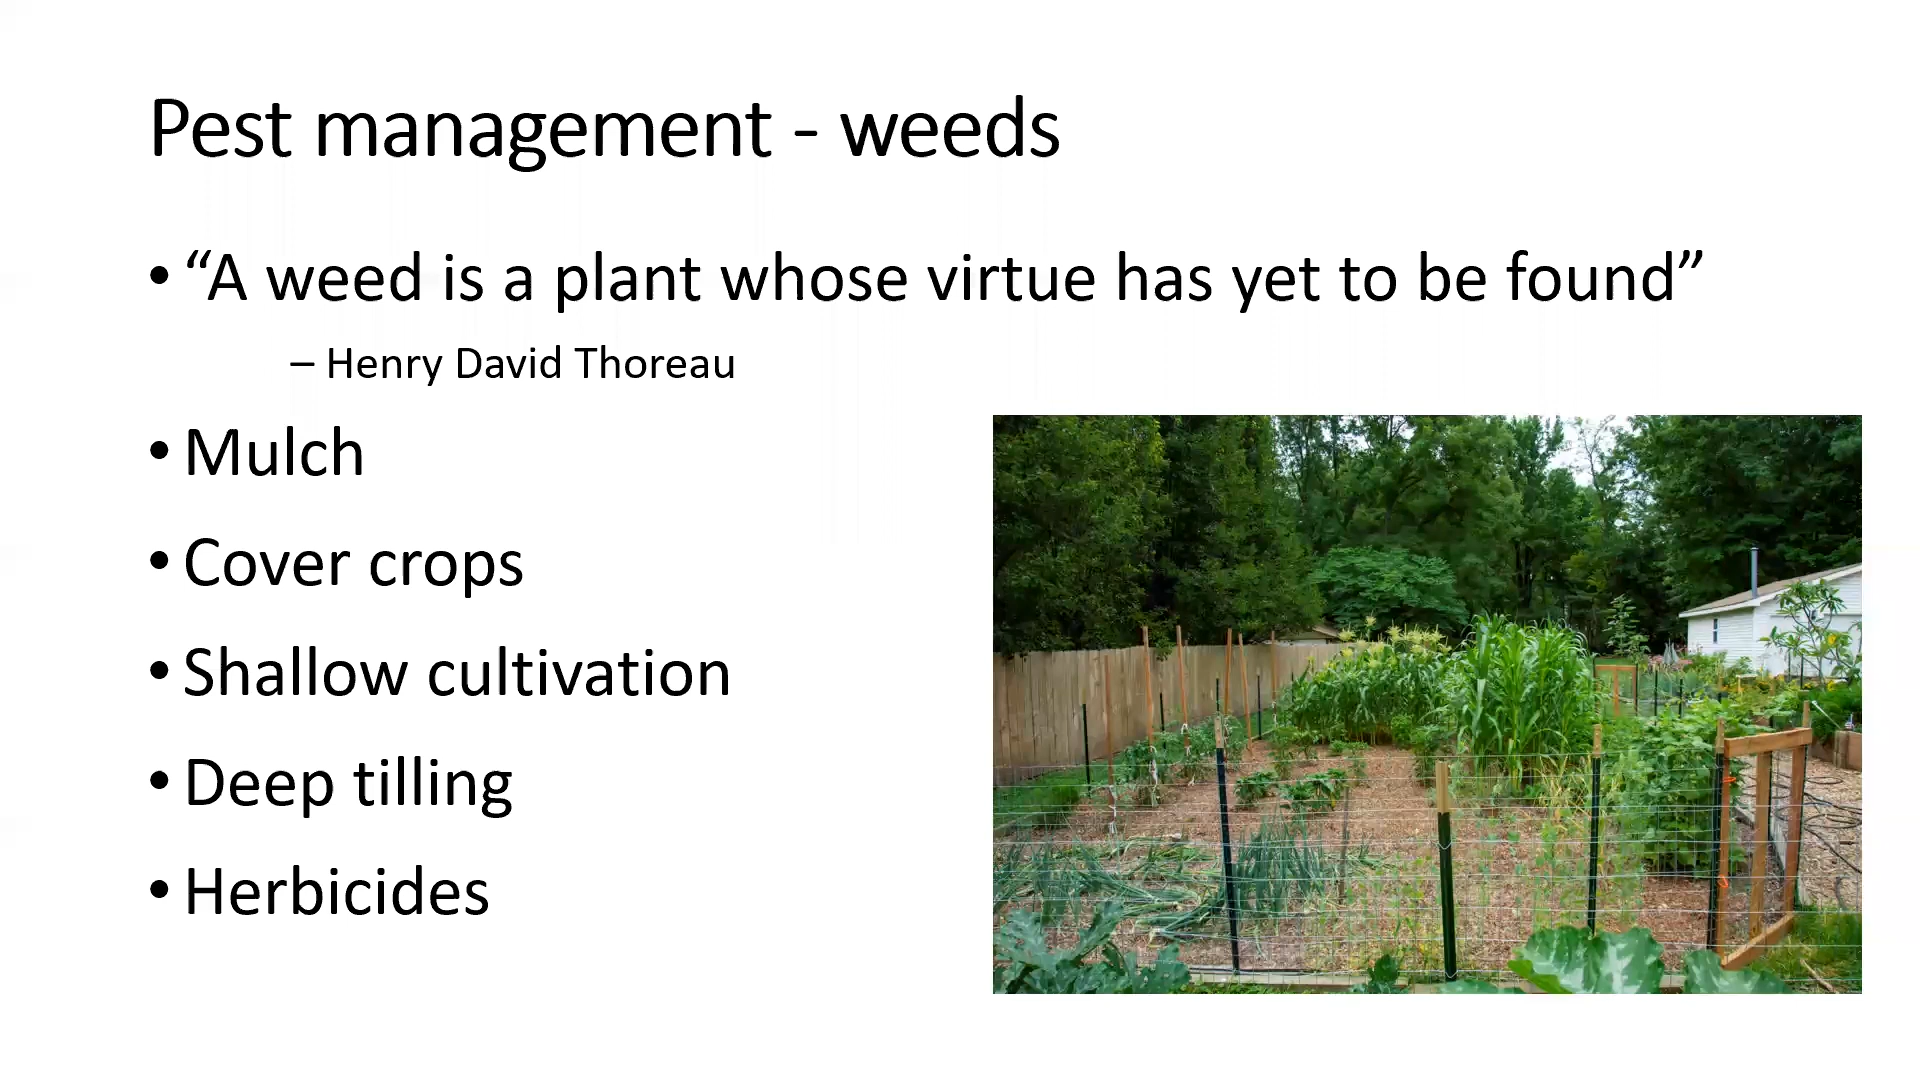 Pest management - weeds
• “A weed is a plant whose virtue has yet to be found”
– Henry David Thoreau
• Mulch
• Cover crops
• Shallow cultivation
• Deep tilling
• Herbicides